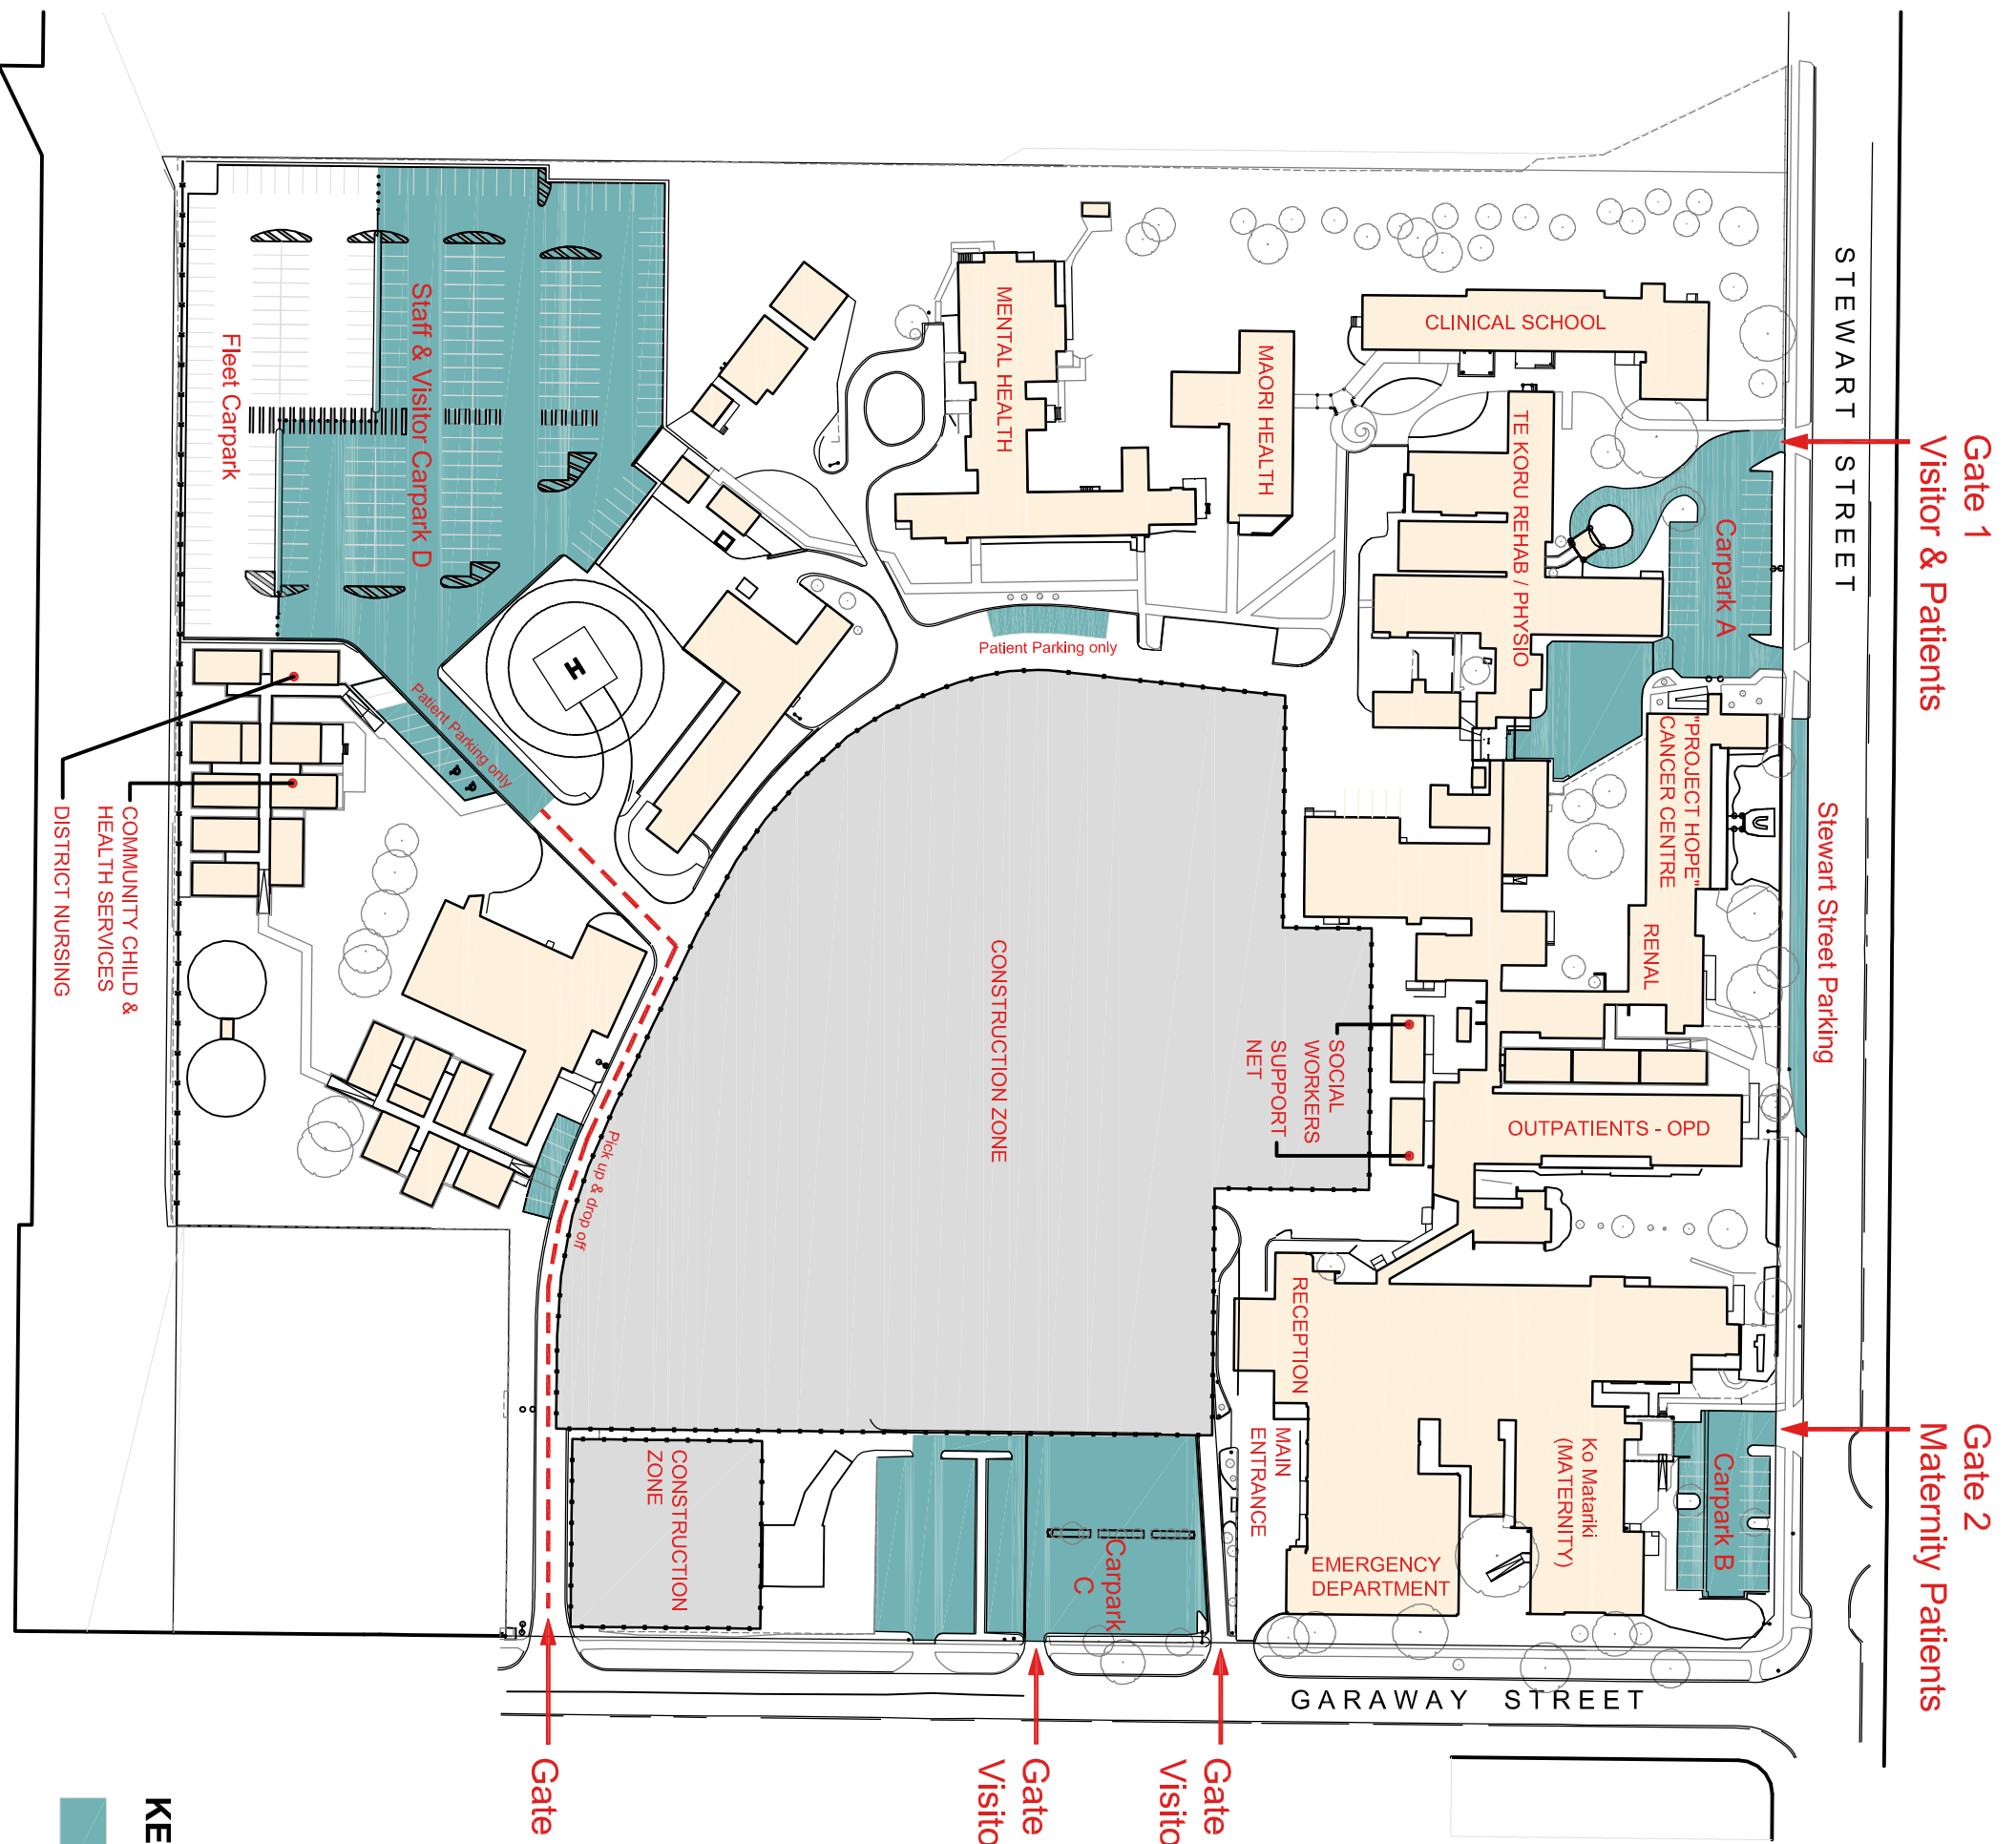 Gate 1
Visitor & Patients
Gate 2
Maternity Patients
STEWART STREET
Stewart Street Parking
CLINICAL SCHOOL
Carpark A
"PROJECT HOPE"
CANCER CENTRE
RENAL
TE KORU REHAB / PHYSIO
OUTPATIENTS - OPD
Carpark B
Ko Matariki
(MATERNITY)
EMERGENCY
DEPARTMENT
MAORI HEALTH
MENTAL HEALTH
SOCIAL
WORKERS
SUPPORT
NET
RECEPTION
MAIN
ENTRANCE
Patient Parking only
CONSTRUCTION ZONE
Carpark
C
CONSTRUCTION
ZONE
GARAWAY STREET
Staff & Visitor Carpark D
Fleet Carpark
H
Patient Parking only
Pick up & drop off
COMMUNITY CHILD &
HEALTH SERVICES
DISTRICT NURSING
Gate
Visito
Gate
Visito
Gate
KE